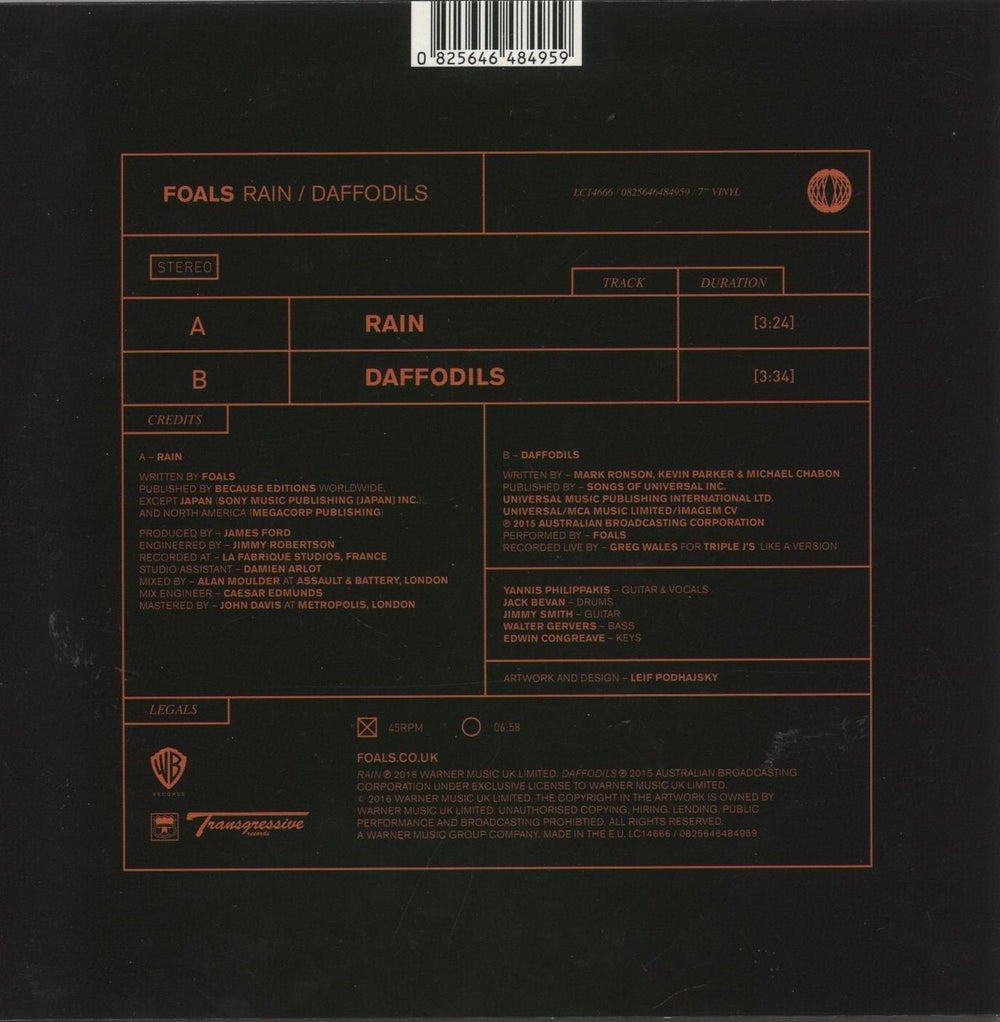 0 825646 484959
FOALS RAIN / DAFFODILS
LC14666 / 0825646484959 / 7" VINYL
STEREO
TRACK
DURATION
A
RAIN
[3:24]
B
DAFFODILS
[3:34]
CREDITS
A – RAIN
WRITTEN BY FOALS
PUBLISHED BY BECAUSE EDITIONS WORLDWIDE,
EXCEPT JAPAN (SONY MUSIC PUBLISHING [JAPAN] INC.),
AND NORTH AMERICA (MEGACORP PUBLISHING)
PRODUCED BY – JAMES FORD
ENGINEERED BY – JIMMY ROBERTSON
RECORDED AT – LA FABRIQUE STUDIOS, FRANCE
STUDIO ASSISTANT – DAMIEN ARLOT
MIXED BY – ALAN MOULDER AT ASSAULT & BATTERY, LONDON
MIX ENGINEER – CAESAR EDMUNDS
MASTERED BY – JOHN DAVIS AT METROPOLIS, LONDON
B – DAFFODILS
WRITTEN BY – MARK RONSON, KEVIN PARKER & MICHAEL CHABON
PUBLISHED BY – SONGS OF UNIVERSAL INC.
UNIVERSAL MUSIC PUBLISHING INTERNATIONAL LTD.
UNIVERSAL/MCA MUSIC LIMITED/IMAGEM CV
℗ 2015 AUSTRALIAN BROADCASTING CORPORATION
PERFORMED BY – FOALS
RECORDED LIVE BY – GREG WALES FOR TRIPLE J'S 'LIKE A VERSION'
YANNIS PHILIPPAKIS – GUITAR & VOCALS
JACK BEVAN – DRUMS
JIMMY SMITH – GUITAR
WALTER GERVERS – BASS
EDWIN CONGREAVE – KEYS
ARTWORK AND DESIGN – LEIF PODHAJSKY
LEGALS
45RPM
06:58
WB
RECORDS
Transgressive
records
FOALS.CO.UK
RAIN ℗ 2016 WARNER MUSIC UK LIMITED. DAFFODILS ℗ 2015 AUSTRALIAN BROADCASTING
CORPORATION UNDER EXCLUSIVE LICENSE TO WARNER MUSIC UK LIMITED.
© 2016 WARNER MUSIC UK LIMITED. THE COPYRIGHT IN THE ARTWORK IS OWNED BY
WARNER MUSIC UK LIMITED. UNAUTHORISED COPYING, HIRING, LENDING, PUBLIC
PERFORMANCE AND BROADCASTING PROHIBTIED. ALL RIGHTS RESERVED.
A WARNER MUSIC GROUP COMPANY. MADE IN THE E.U. LC14666 / 0825646484959